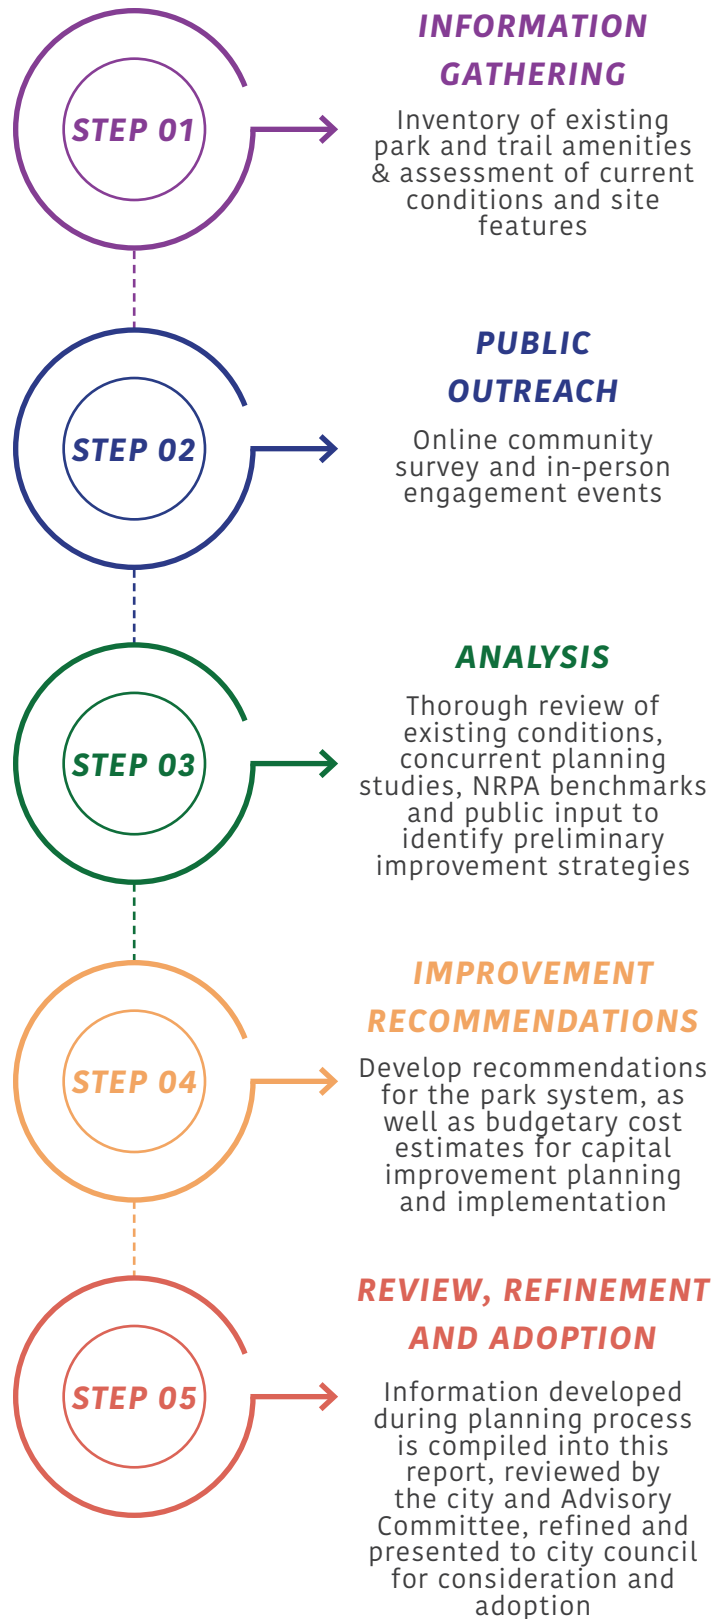 STEP 01
INFORMATION
GATHERING
Inventory of existing
park and trail amenities
& assessment of current
conditions and site
features
STEP 02
PUBLIC
OUTREACH
Online community
survey and in-person
engagement events
STEP 03
ANALYSIS
Thorough review of
existing conditions,
concurrent planning
studies, NRPA benchmarks
and public input to
identify preliminary
improvement strategies
STEP 04
IMPROVEMENT
RECOMMENDATIONS
Develop recommendations
for the park system, as
well as budgetary cost
estimates for capital
improvement planning
and implementation
STEP 05
REVIEW, REFINEMENT
AND ADOPTION
Information developed
during planning process
is compiled into this
report, reviewed by
the city and Advisory
Committee, refined and
presented to city council
for consideration and
adoption